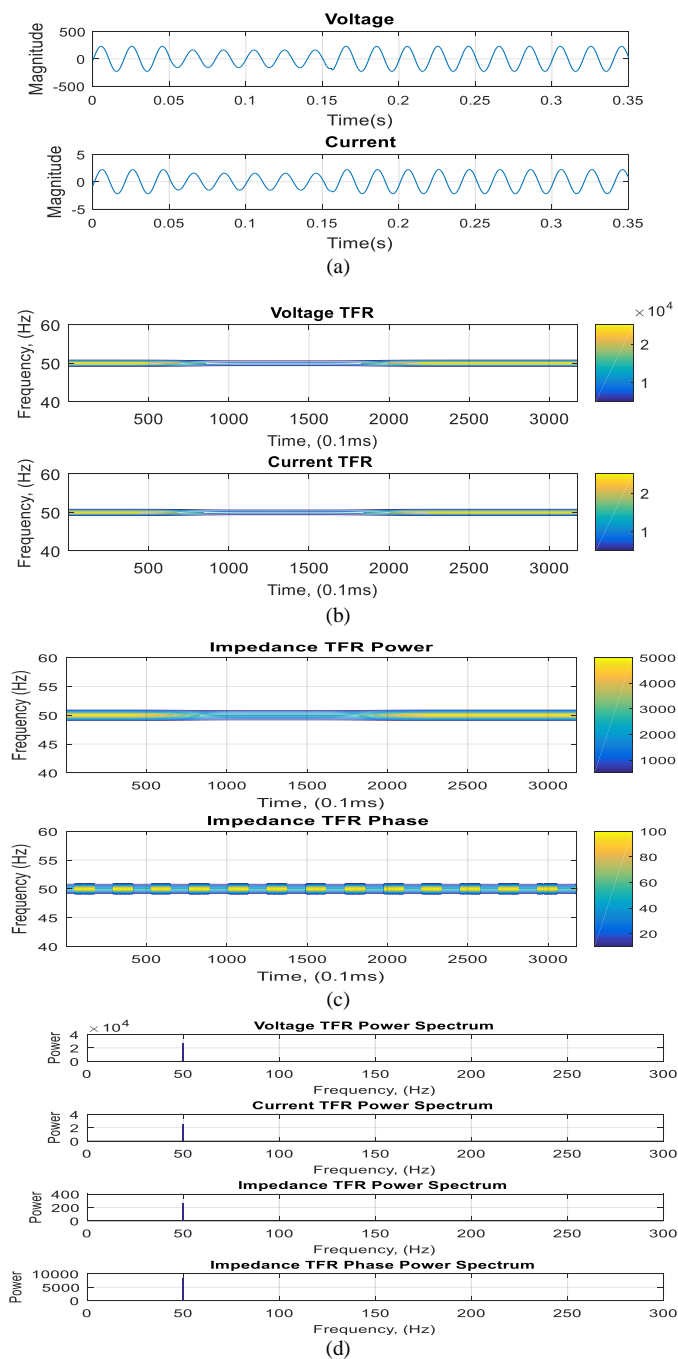 Voltage
500
0
-500
Magnitude
0 0.05 0.1 0.15 0.2 0.25 0.3 0.35
Time(s)
Current
5
0
-5
Magnitude
0 0.05 0.1 0.15 0.2 0.25 0.3 0.35
Time(s)
(a)
Voltage TFR
×10^4
60
50
40
Frequency, (Hz)
2
1
500 1000 1500 2000 2500 3000
Time, (0.1ms)
Current TFR
60
50
40
Frequency, (Hz)
2
1
500 1000 1500 2000 2500 3000
Time, (0.1ms)
(b)
Impedance TFR Power
60
55
50
45
40
Frequency (Hz)
5000
4000
3000
2000
1000
500 1000 1500 2000 2500 3000
Time, (0.1ms)
Impedance TFR Phase
60
55
50
45
40
Frequency (Hz)
100
80
60
40
20
500 1000 1500 2000 2500 3000
Time, (0.1ms)
(c)
Voltage TFR Power Spectrum
×10^4
4
2
0
Power
0 50 100 150 200 250 300
Frequency, (Hz)
Current TFR Power Spectrum
4
2
0
Power
0 50 100 150 200 250 300
Frequency, (Hz)
Impedance TFR Power Spectrum
400
200
0
Power
0 50 100 150 200 250 300
Frequency, (Hz)
Impedance TFR Phase Power Spectrum
10000
5000
0
Power
0 50 100 150 200 250 300
Frequency, (Hz)
(d)